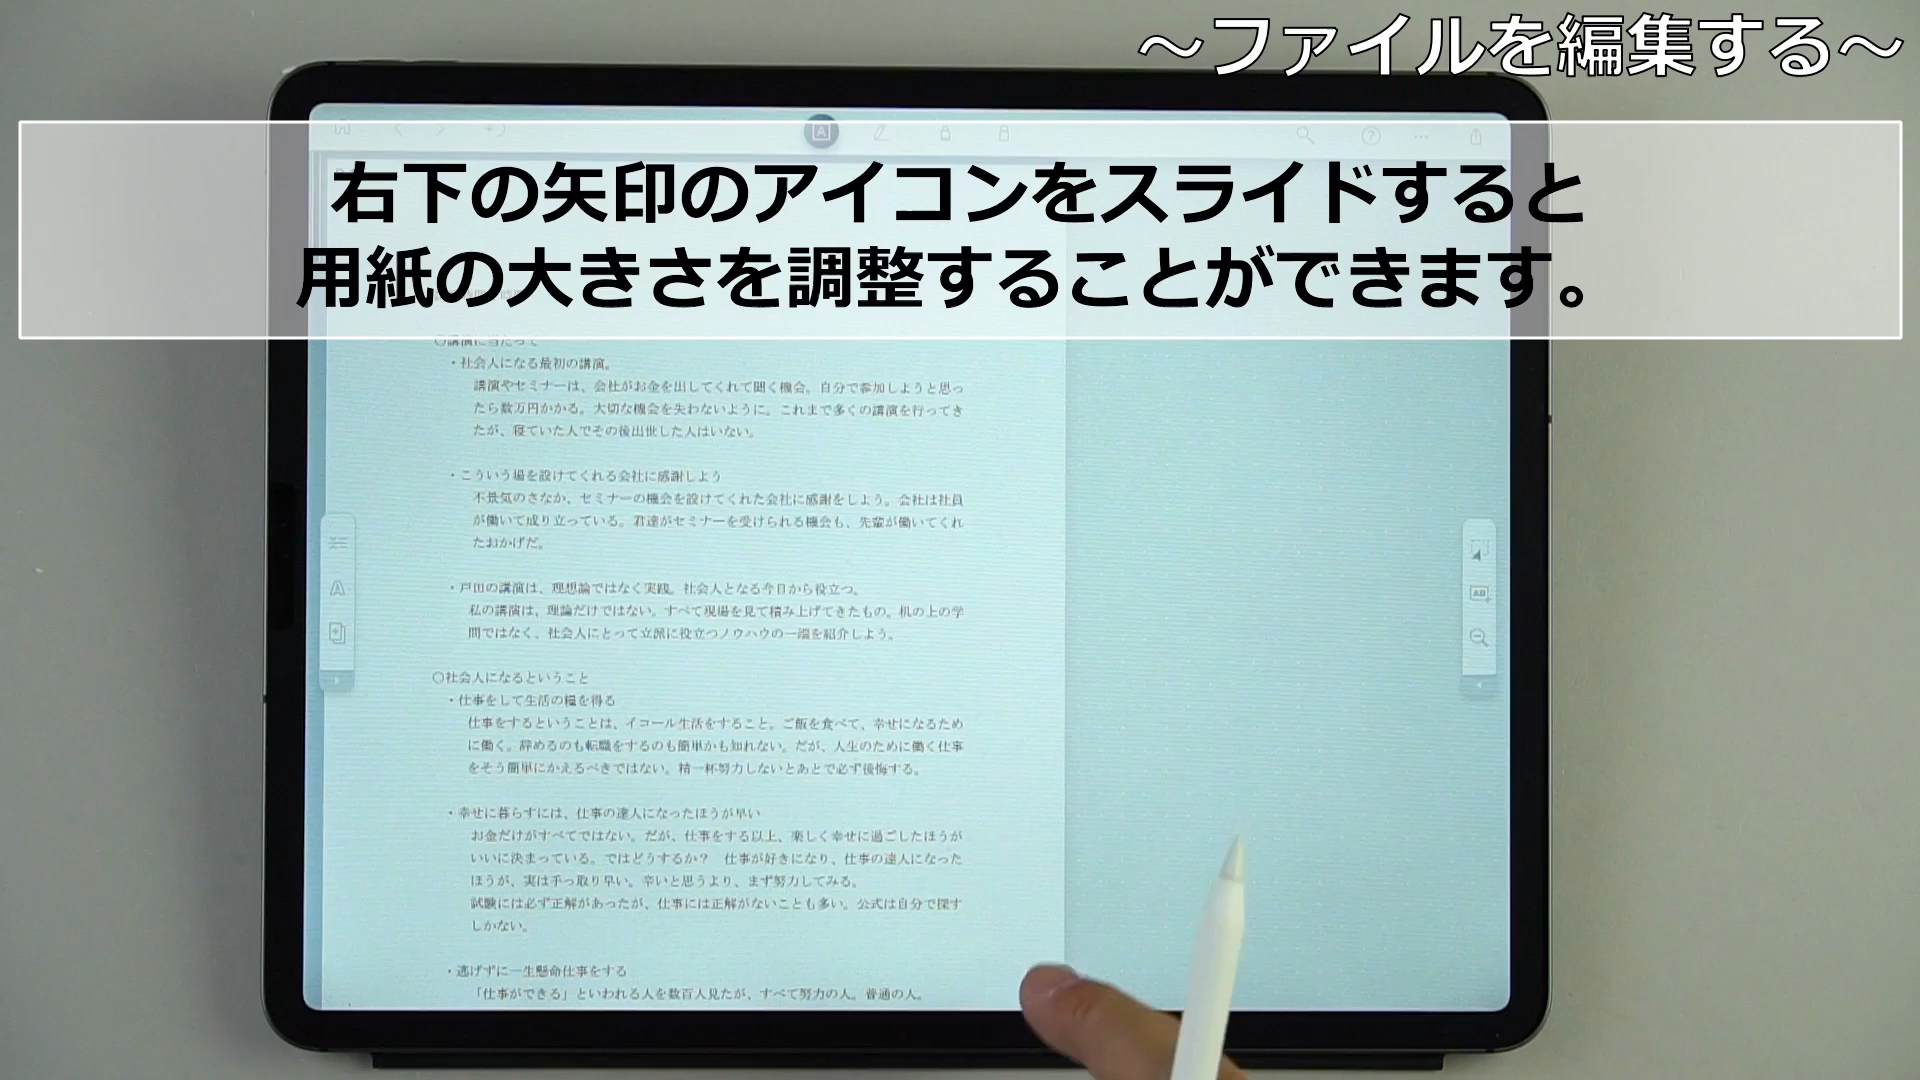 ～ファイルを編集する～
右下の矢印のアイコンをスライドすると
用紙の大きさを調整することができます。
〇講演に当たって
・社会人になる最初の講演。
講演やセミナーは、会社がお金を出してくれて聞く機会。自分で参加しようと思っ
たら数万円かかる。大切な機会を失わないように。これまで多くの講演を行ってき
たが、寝ていた人でその後出世した人はいない。
・こういう場を設けてくれる会社に感謝しよう
不景気のさなか、セミナーの機会を設けてくれた会社に感謝をしよう。会社は社員
が働いて成り立っている。君達がセミナーを受けられる機会も、先輩が働いてくれ
たおかげだ。
・戸田の講演は、理想論ではなく実践。社会人となる今日から役立つ。
私の講演は、理論だけではない。すべて現場を見て積み上げてきたもの。机の上の学
問ではなく、社会人にとって立派に役立つノウハウの一端を紹介しよう。
〇社会人になるということ
・仕事をして生活の糧を得る
仕事をするということは、イコール生活をすること。ご飯を食べて、幸せになるため
に働く。辞めるのも転職をするのも簡単かも知れない。だが、人生のために働く仕事
をそう簡単にかえるべきではない。精一杯努力しないとあとで必ず後悔する。
・幸せに暮らすには、仕事の達人になったほうが早い
お金だけがすべてではない。だが、仕事をする以上、楽しく幸せに過ごしたほうが
いいに決まっている。ではどうするか？　仕事が好きになり、仕事の達人になった
ほうが、実は手っ取り早い。辛いと思うより、まず努力してみる。
試験には必ず正解があったが、仕事には正解がないことも多い。公式は自分で探す
しかない。
・逃げずに一生懸命仕事をする
「仕事ができる」といわれる人を数百人見たが、すべて努力の人。普通の人。